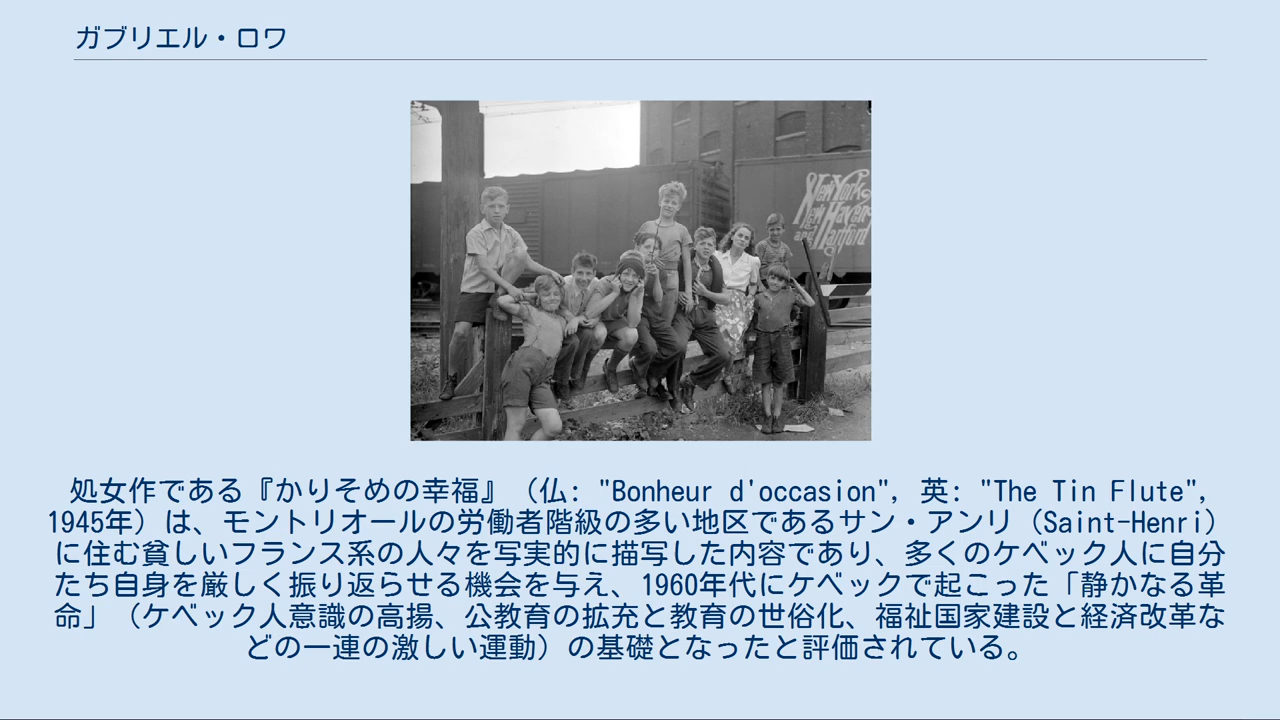 ガブリエル・ロワ
New York
New Haven
and Hartford
処女作である『かりそめの幸福』（仏: "Bonheur d'occasion", 英: "The Tin Flute",
1945年）は、モントリオールの労働者階級の多い地区であるサン・アンリ（Saint-Henri）
に住む貧しいフランス系の人々を写実的に描写した内容であり、多くのケベック人に自分
たち自身を厳しく振り返らせる機会を与え、1960年代にケベックで起こった「静かなる革
命」（ケベック人意識の高揚、公教育の拡充と教育の世俗化、福祉国家建設と経済改革な
どの一連の激しい運動）の基礎となったと評価されている。